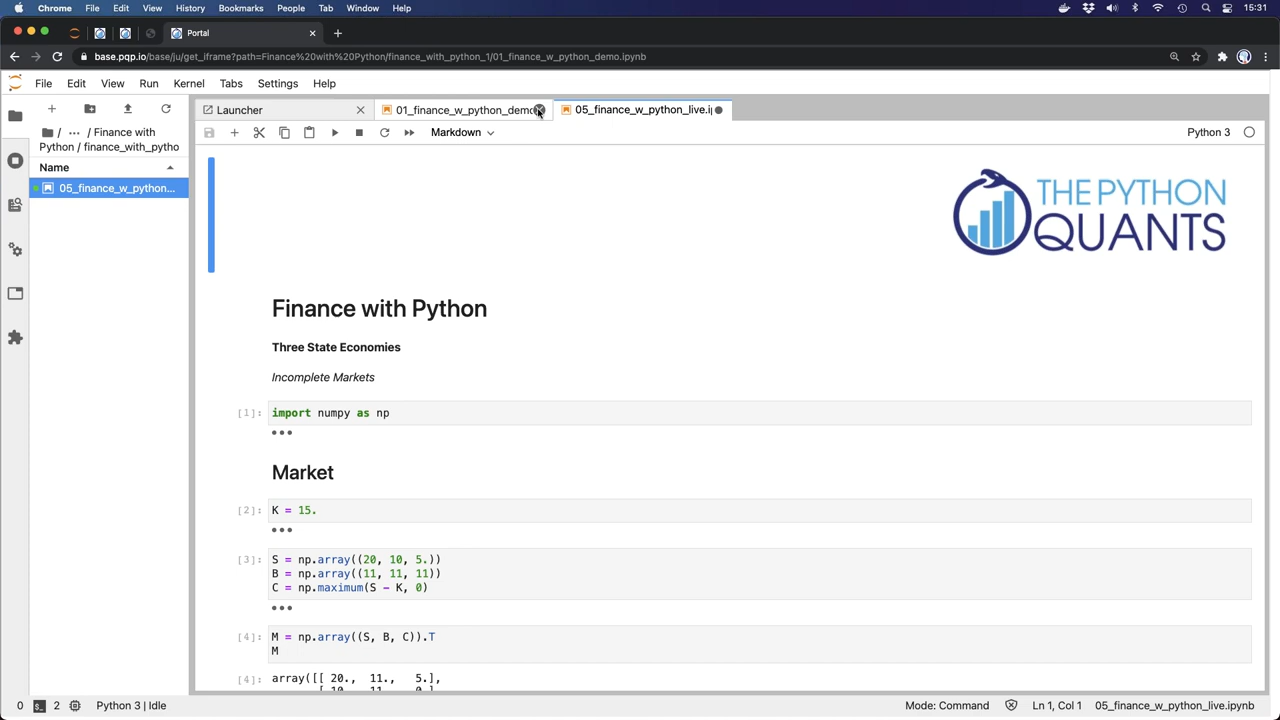 Chrome File Edit View History Bookmarks People Tab Window Help 15:31
Portal
base.pqp.io/base/ju/get_iframe?path=Finance%20with%20Python/finance_with_python_1/01_finance_w_python_demo.ipynb
File Edit View Run Kernel Tabs Settings Help
Launcher 01_finance_w_python_demo 05_finance_w_python_live.ip
Markdown Python 3
/ ... / Finance with
Python / finance_with_pytho
Name
05_finance_w_python...
THE PYTHON
QUANTS
Finance with Python
Three State Economies
Incomplete Markets
[1]: import numpy as np
Market
[2]: K = 15.
[3]: S = np.array((20, 10, 5.))
B = np.array((11, 11, 11))
C = np.maximum(S - K, 0)
[4]: M = np.array((S, B, C)).T
M
[4]: array([[ 20., 11., 5.],
0 2 Python 3 | Idle Mode: Command Ln 1, Col 1 05_finance_w_python_live.ipynb